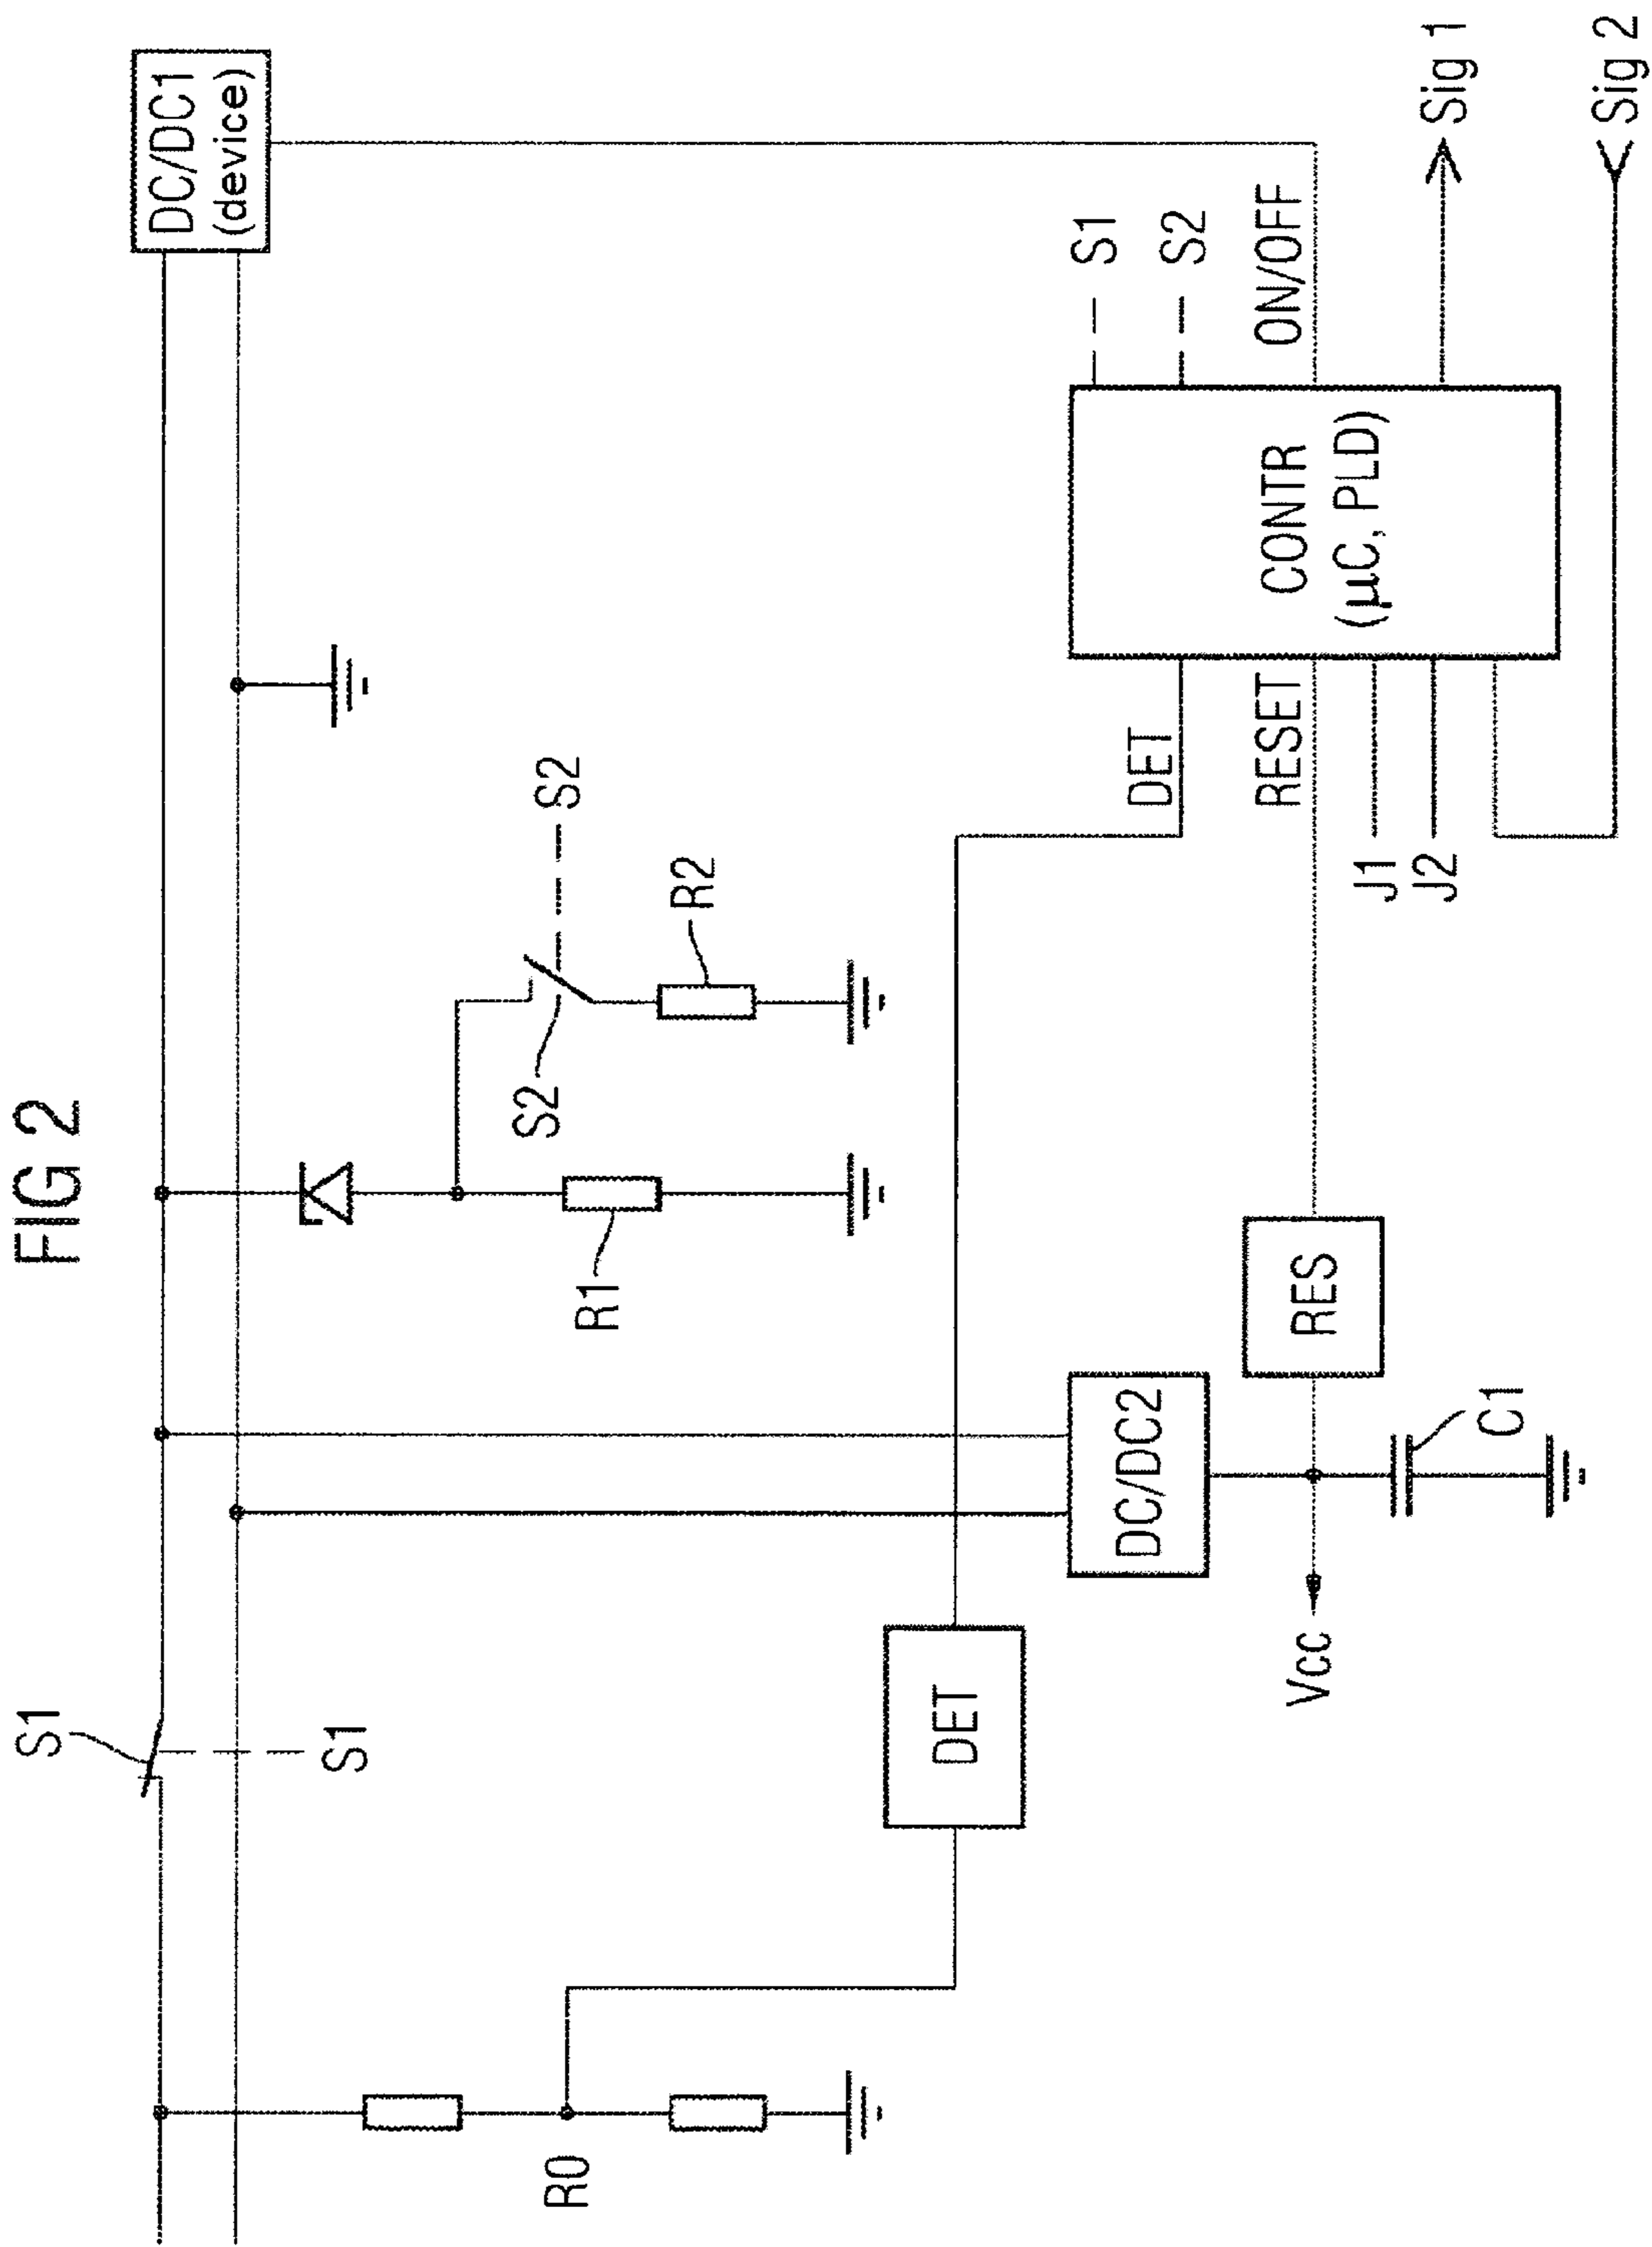 FIG 2
S1
S1
DC/DC1
(device)
R0
R1
S2
S2
R2
DET
DET
DC/DC2
Vcc
C1
RES
RESET
J1
J2
CONTR
(µC, PLD)
S1
S2
ON/OFF
Sig 1
Sig 2